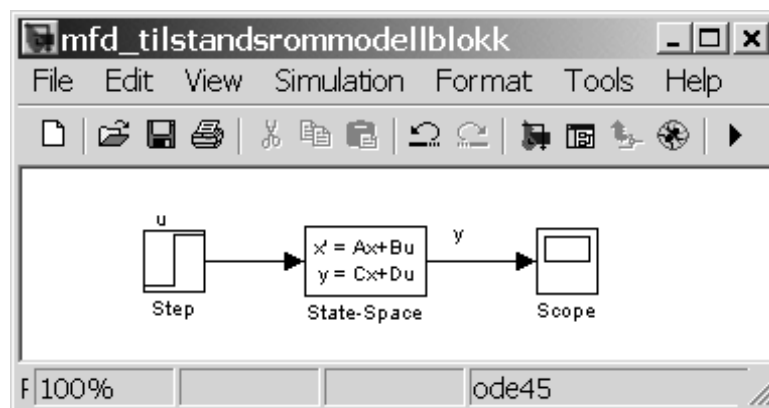 mfd_tilstandsrommodellblokk
File Edit View Simulation Format Tools Help
u
x' = Ax+Bu
y = Cx+Du
y
Step
State-Space
Scope
F 100% ode45